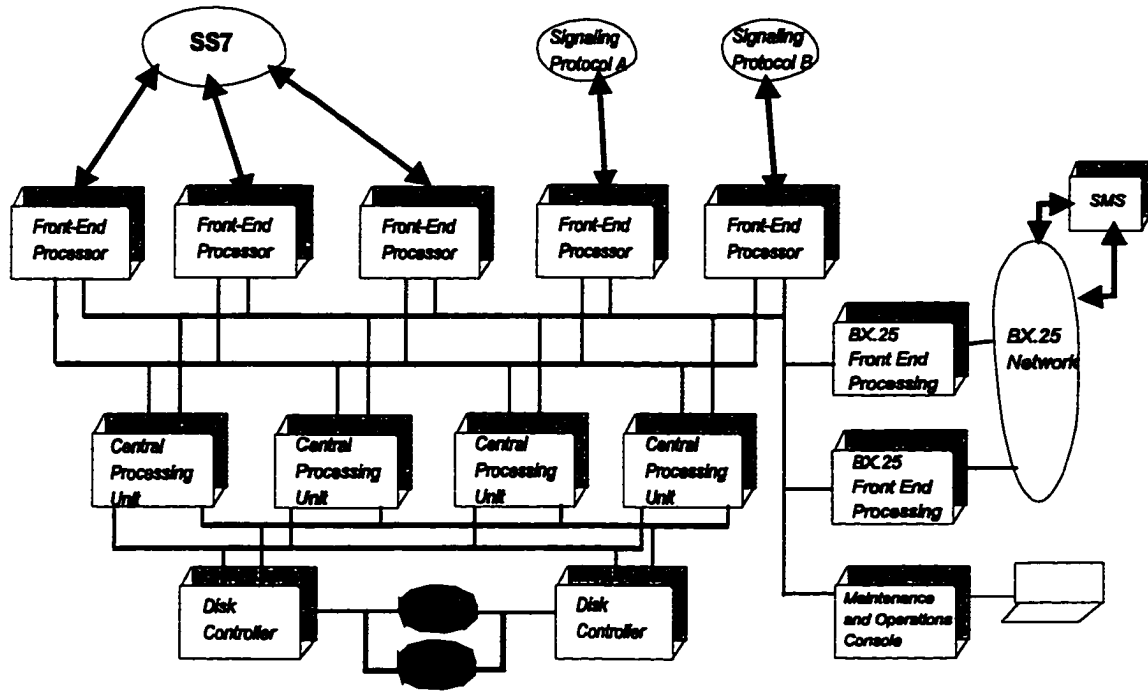 SS7
Signaling
Protocol A
Signaling
Protocol B
Front-End
Processor
Front-End
Processor
Front-End
Processor
Front-End
Processor
Front-End
Processor
SMS
BX.25
Front End
Processing
BX.25
Network
Central
Processing
Unit
Central
Processing
Unit
Central
Processing
Unit
Central
Processing
Unit
BX.25
Front End
Processing
Disk
Controller
Disk
Controller
Maintenance
and Operations
Console